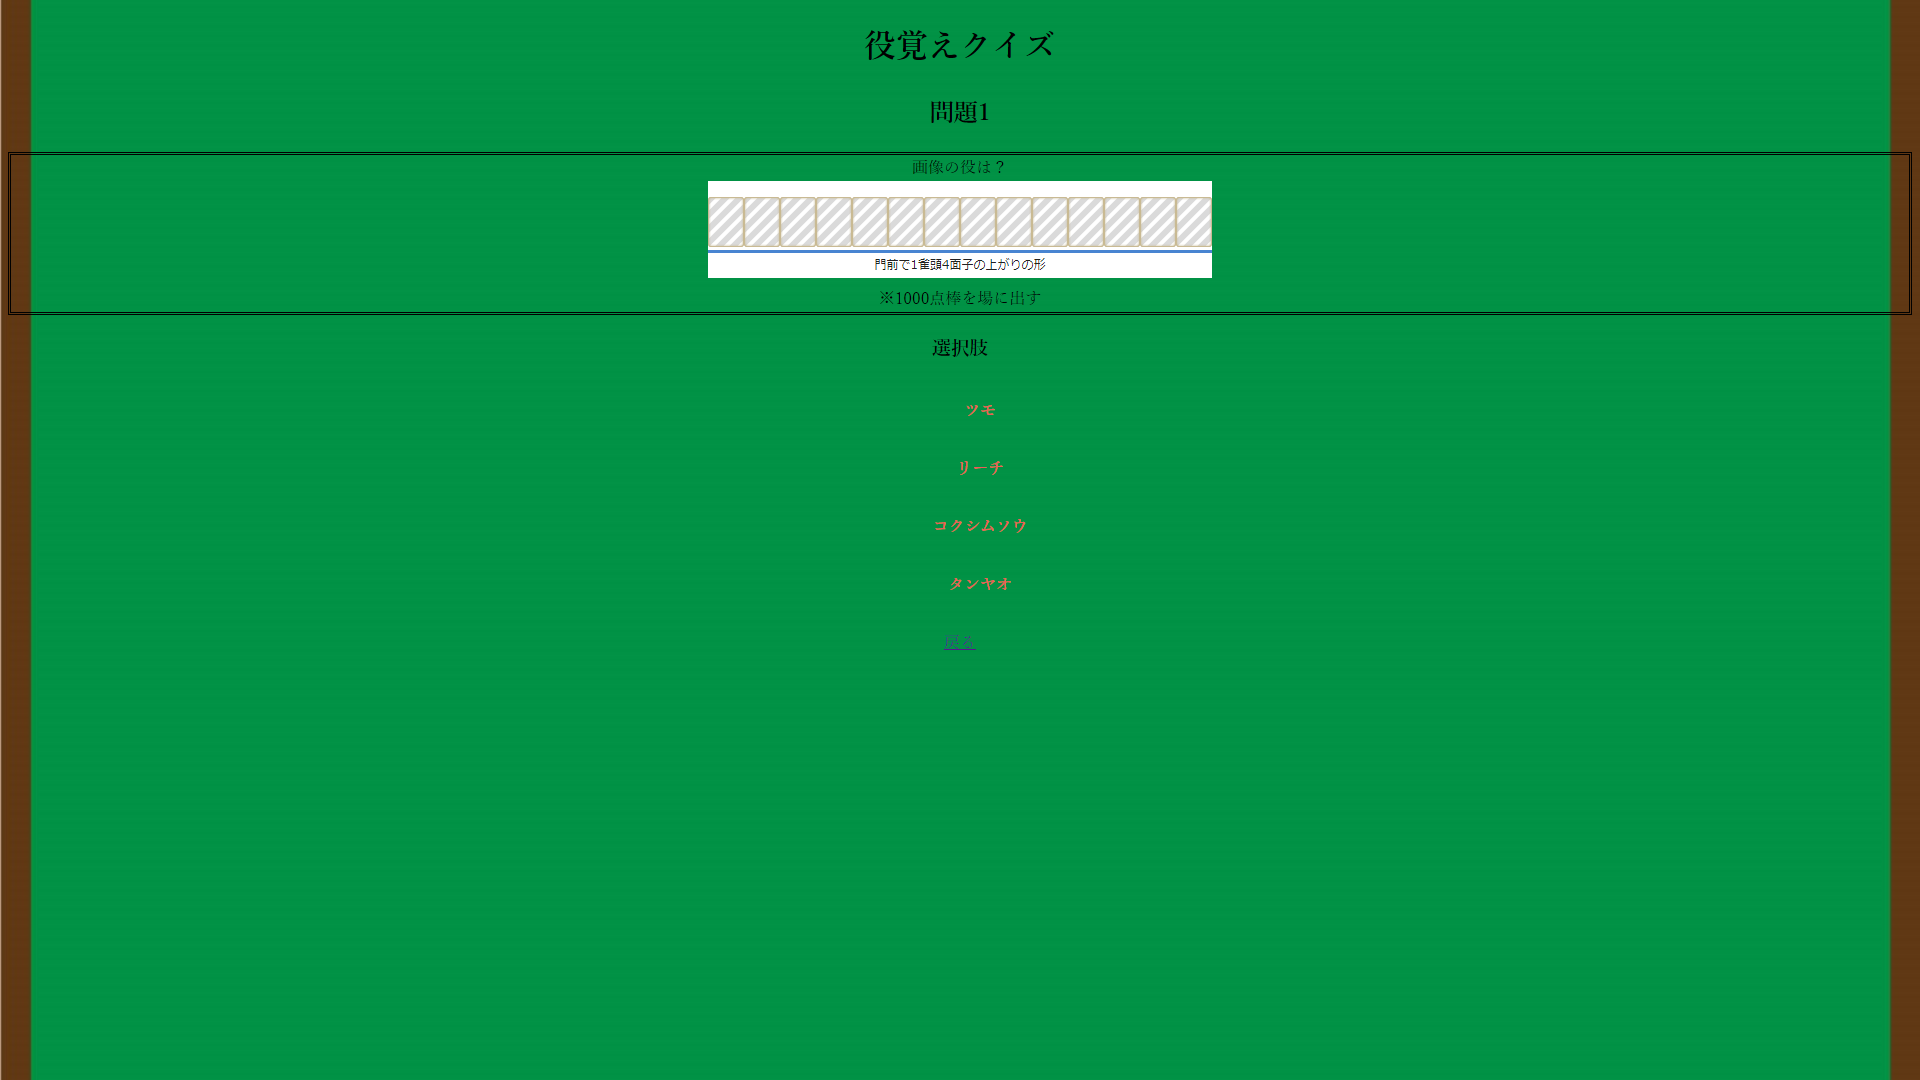 役覚えクイズ
問題1
画像の役は？
門前で1雀頭4面子の上がりの形
※1000点棒を場に出す
選択肢
ツモ
リーチ
コクシムソウ
タンヤオ
戻る